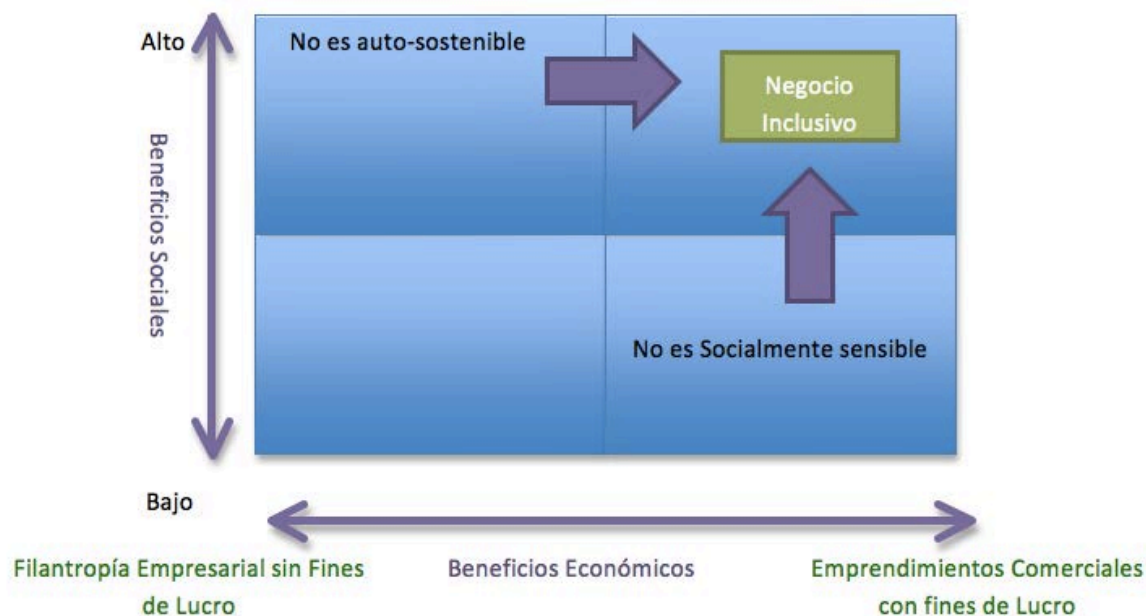 Alto
No es auto-sostenible
Negocio
Inclusivo
Beneficios Sociales
No es Socialmente sensible
Bajo
Filantropía Empresarial sin Fines
de Lucro
Beneficios Económicos
Emprendimientos Comerciales
con fines de Lucro